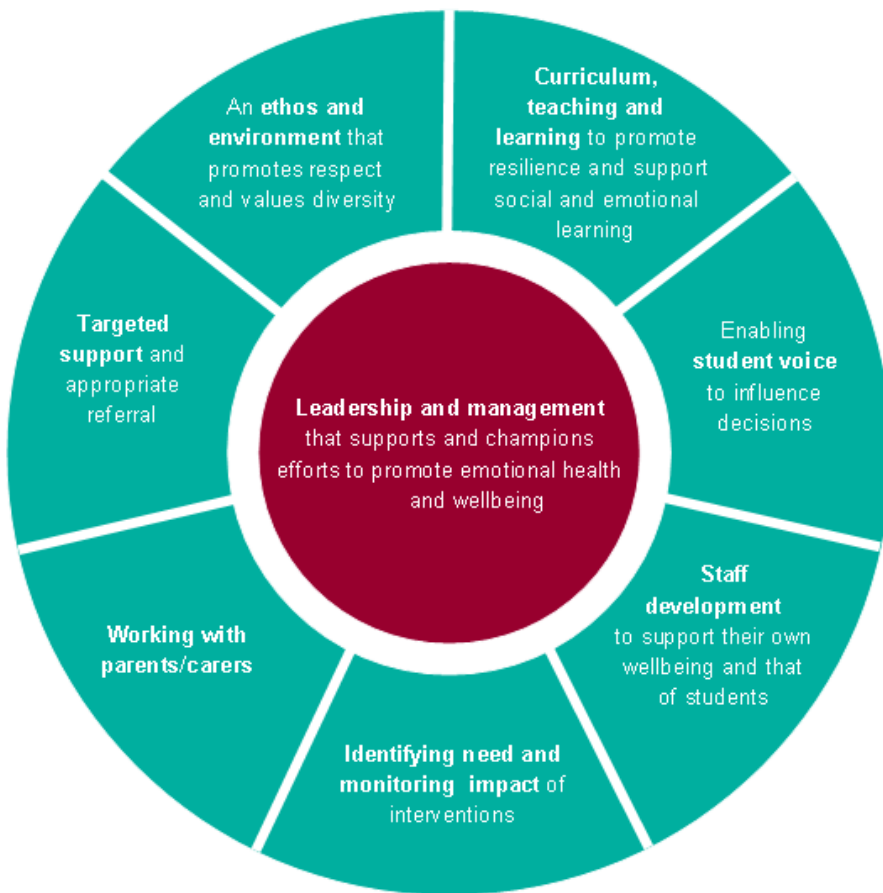 An ethos and
environment that
promotes respect
and values diversity
Curriculum,
teaching and
learning to promote
resilience and support
social and emotional
learning
Enabling
student voice
to influence
decisions
Staff
development
to support their own
wellbeing and that
of students
Identifying need and
monitoring impact of
interventions
Working with
parents/carers
Targeted
support and
appropriate
referral
Leadership and management
that supports and champions
efforts to promote emotional health
and wellbeing